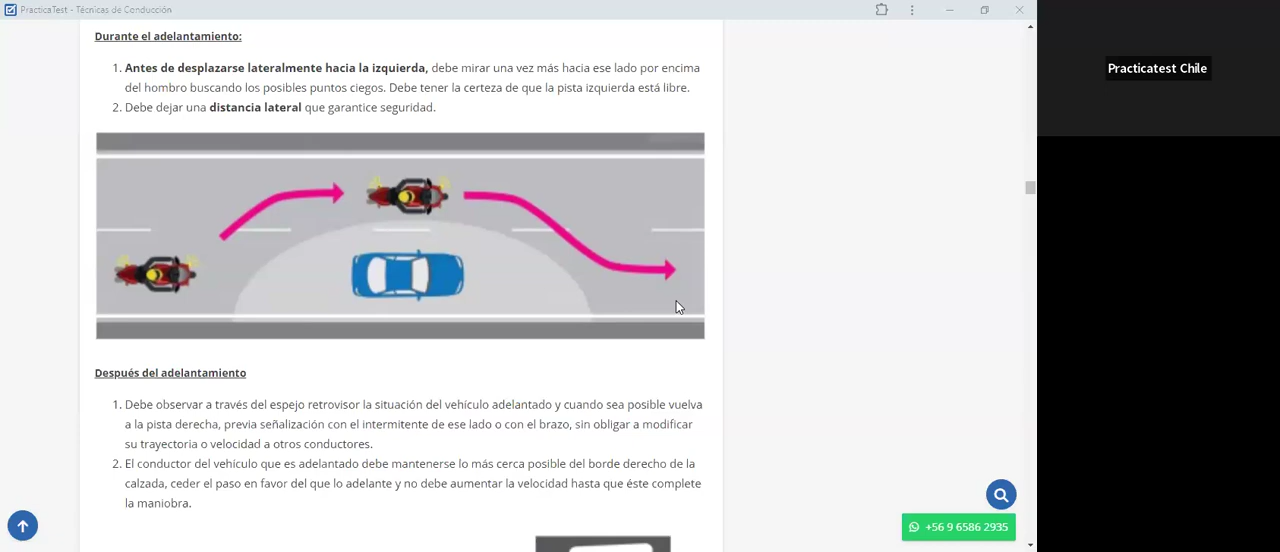 PracticaTest - Técnicas de Conducción
Durante el adelantamiento:
1. Antes de desplazarse lateralmente hacia la izquierda, debe mirar una vez más hacia ese lado por encima
del hombro buscando los posibles puntos ciegos. Debe tener la certeza de que la pista izquierda está libre.
2. Debe dejar una distancia lateral que garantice seguridad.
Después del adelantamiento
1. Debe observar a través del espejo retrovisor la situación del vehículo adelantado y cuando sea posible vuelva
a la pista derecha, previa señalización con el intermitente de ese lado o con el brazo, sin obligar a modificar
su trayectoria o velocidad a otros conductores.
2. El conductor del vehículo que es adelantado debe mantenerse lo más cerca posible del borde derecho de la
calzada, ceder el paso en favor del que lo adelante y no debe aumentar la velocidad hasta que éste complete
la maniobra.
+56 9 6586 2935
Practicatest Chile